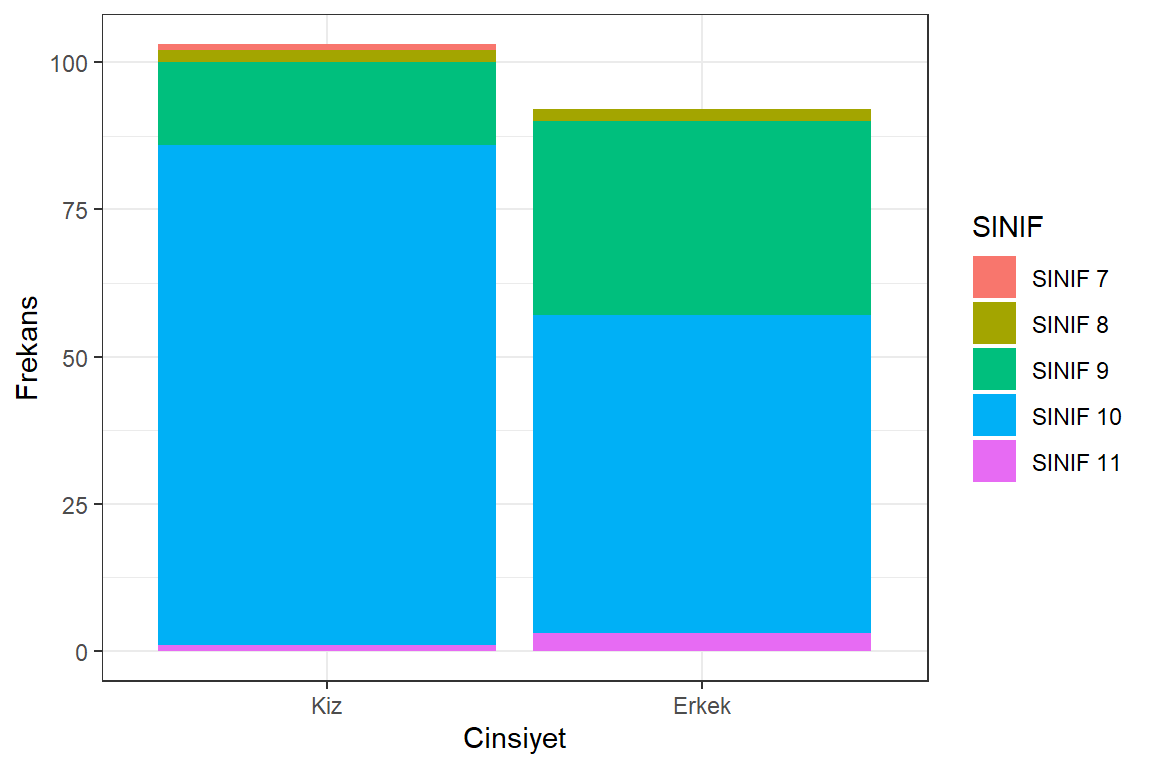 100
75
50
25
0
Frekans
Kiz
Erkek
Cinsiyet
SINIF
SINIF 7
SINIF 8
SINIF 9
SINIF 10
SINIF 11